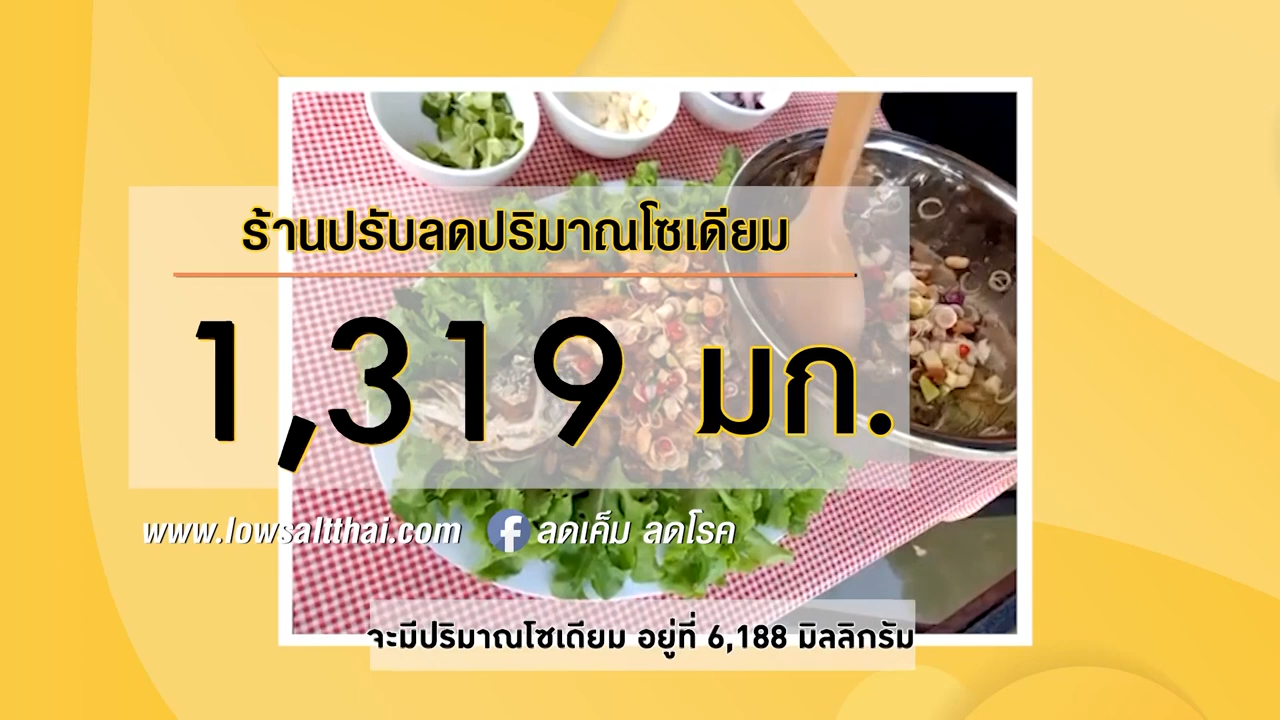 ร้านปรับลดปริมาณโซเดียม
1,319 มก.
www.lowsaltthai.com ลดเค็ม ลดโรค
จะมีปริมาณโซเดียม อยู่ที่ 6,188 มิลลิกรัม